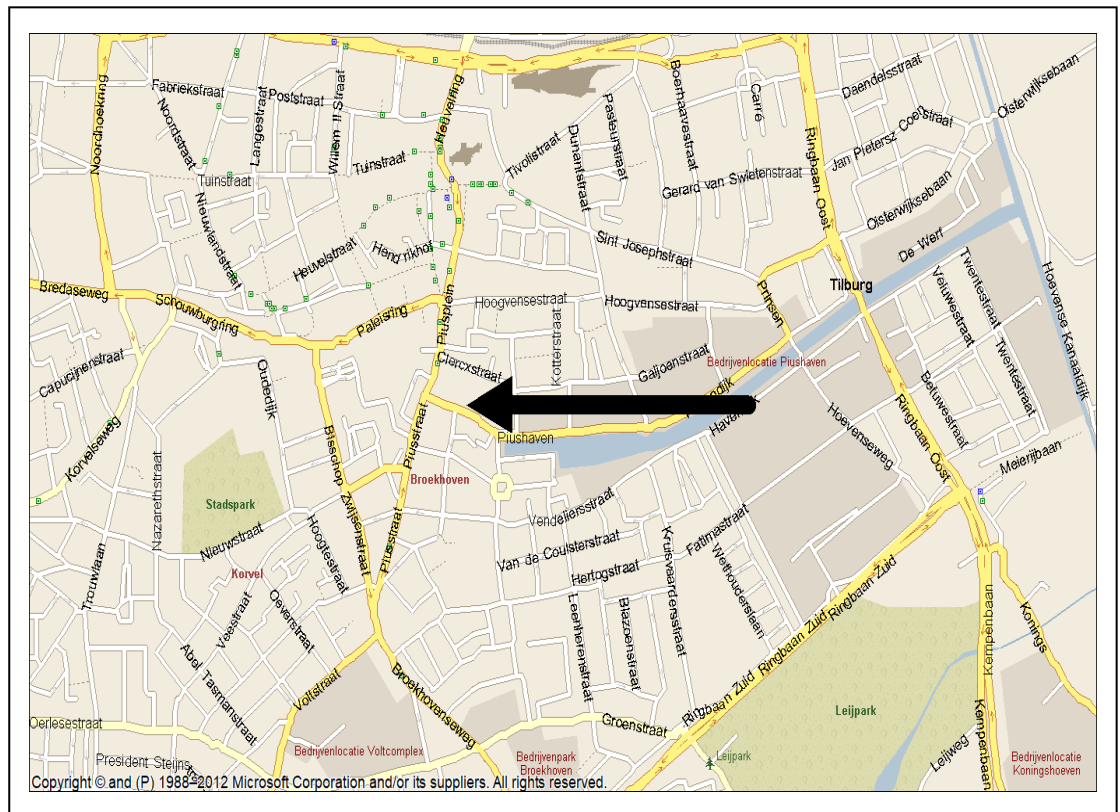 Noordhoekring
Fabriekstraat
Poststraat
Noordstraat
Langestraat
Willem II Straat
Tuinstraat
Tuinstraat
Heuvelring
Tivolistraat
Dunantstraat
Pasteurstraat
Boerhaavestraat
Carré
Ringbaan Oost
Daendelsstraat
Jan Pietersz Coenstraat
Oisterwijksebaan
Oisterwijksebaan
Gerard van Swietenstraat
Nieuwlandstraat
Heuvelstraat
Hendrikhof
Sint Josephstraat
De Werf
Hoevense Kanaaldijk
Bredaseweg
Schouwburgring
Paleisring
Piusplein
Hoogvensestraat
Hoogvensestraat
Prinsen
Tilburg
Veluwestraat
Twentestraat
Twentestraat
Capucijnenstraat
Oudedijk
Clercxstraat
Kotterstraat
Galjoanstraat
Bedrijvenlocatie Piushaven
Betuwestraat
Korvelseweg
Bisschop Zwijsenstraat
Piusstraat
Piushaven
Hoevenseweg
Ringbaan Oost
Meierijbaan
Nazarethstraat
Stadspark
Broekhoven
Vendeliersstraat
Nieuwstraat
Hoogtestraat
Piusstraat
Van de Coulsterstraat
Fatimastraat
Kruisvaardersstraat
Wethouderslaan
Trouwlaan
Korvel
Hertogstraat
Ringbaan Zuid
Ringbaan Zuid
Ringbaan Zuid
Kempenbaan
Konings
Veestraat
Oeverstraat
Leenherenstraat
Blazoenstraat
Abel Tasmanstraat
Voltstraat
Broekhovenseweg
Groenstraat
Ringbaan Zuid
Leijpark
Kempenbaan
Oerlesestraat
President Steijns
Bedrijvenlocatie Voltcomplex
Bedrijvenpark
Broekhoven
Leijpark
Leijweg
Bedrijvenlocatie
Koningshoeven
Copyright © and (P) 1988–2012 Microsoft Corporation and/or its suppliers. All rights reserved.